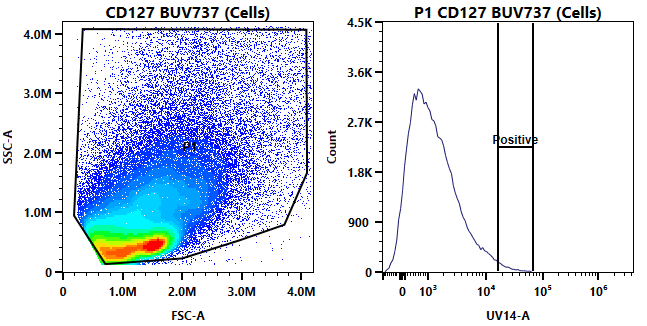 CD127 BUV737 (Cells)
4.0M
3.0M
2.0M
1.0M
0
SSC-A
P1
0
1.0M
2.0M
3.0M
4.0M
FSC-A
P1 CD127 BUV737 (Cells)
4.5K
3.6K
2.7K
1.8K
900
0
Count
Positive
0
10³
10⁴
10⁵
10⁶
UV14-A